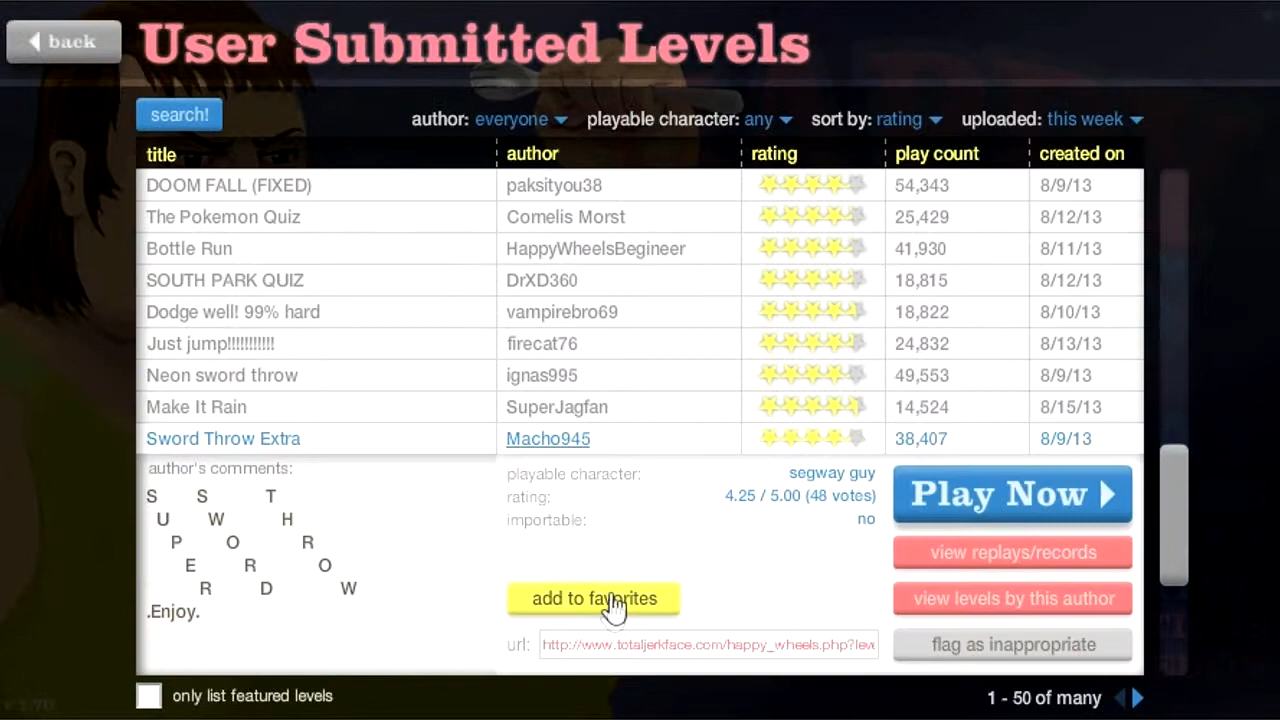 back
User Submitted Levels
search!
author: everyone playable character: any sort by: rating uploaded: this week
title author rating play count created on
DOOM FALL (FIXED) paksityou38 54,343 8/9/13
The Pokemon Quiz Cornelis Morst 25,429 8/12/13
Bottle Run HappyWheelsBegineer 41,930 8/11/13
SOUTH PARK QUIZ DrXD360 18,815 8/12/13
Dodge well! 99% hard vampirebro69 18,822 8/10/13
Just jump!!!!!!!!!!! firecat76 24,832 8/13/13
Neon sword throw ignas995 49,553 8/9/13
Make It Rain SuperJagfan 14,524 8/15/13
Sword Throw Extra Macho945 38,407 8/9/13
author's comments:
S S T
U W H
P O R
E R O
R D W
.Enjoy.
playable character: segway guy
rating: 4.25 / 5.00 (48 votes)
importable: no
add to favorites
url: http://www.totaljerkface.com/happy_wheels.php?leve
Play Now
view replays/records
view levels by this author
flag as inappropriate
only list featured levels
1 - 50 of many